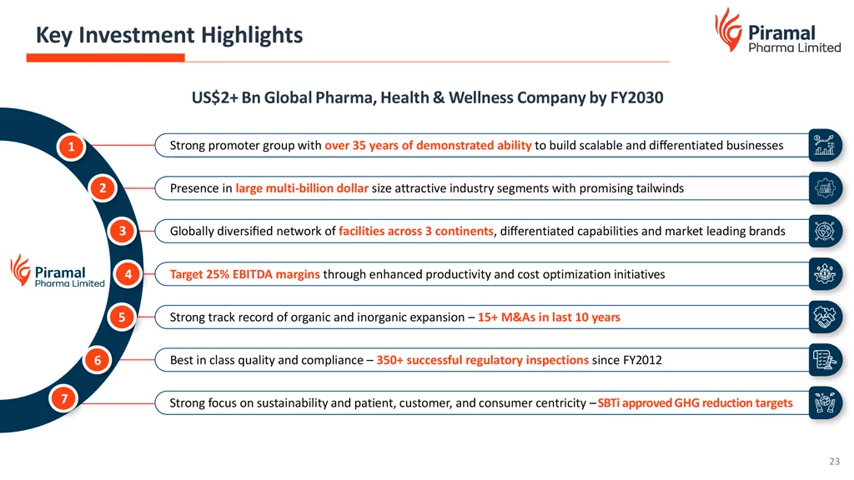 Key Investment Highlights
Piramal
Pharma Limited
US$2+ Bn Global Pharma, Health & Wellness Company by FY2030
1
Strong promoter group with over 35 years of demonstrated ability to build scalable and differentiated businesses
2
Presence in large multi-billion dollar size attractive industry segments with promising tailwinds
3
Globally diversified network of facilities across 3 continents, differentiated capabilities and market leading brands
Piramal
Pharma Limited
4
Target 25% EBITDA margins through enhanced productivity and cost optimization initiatives
5
Strong track record of organic and inorganic expansion – 15+ M&As in last 10 years
6
Best in class quality and compliance – 350+ successful regulatory inspections since FY2012
7
Strong focus on sustainability and patient, customer, and consumer centricity – SBTi approved GHG reduction targets
23